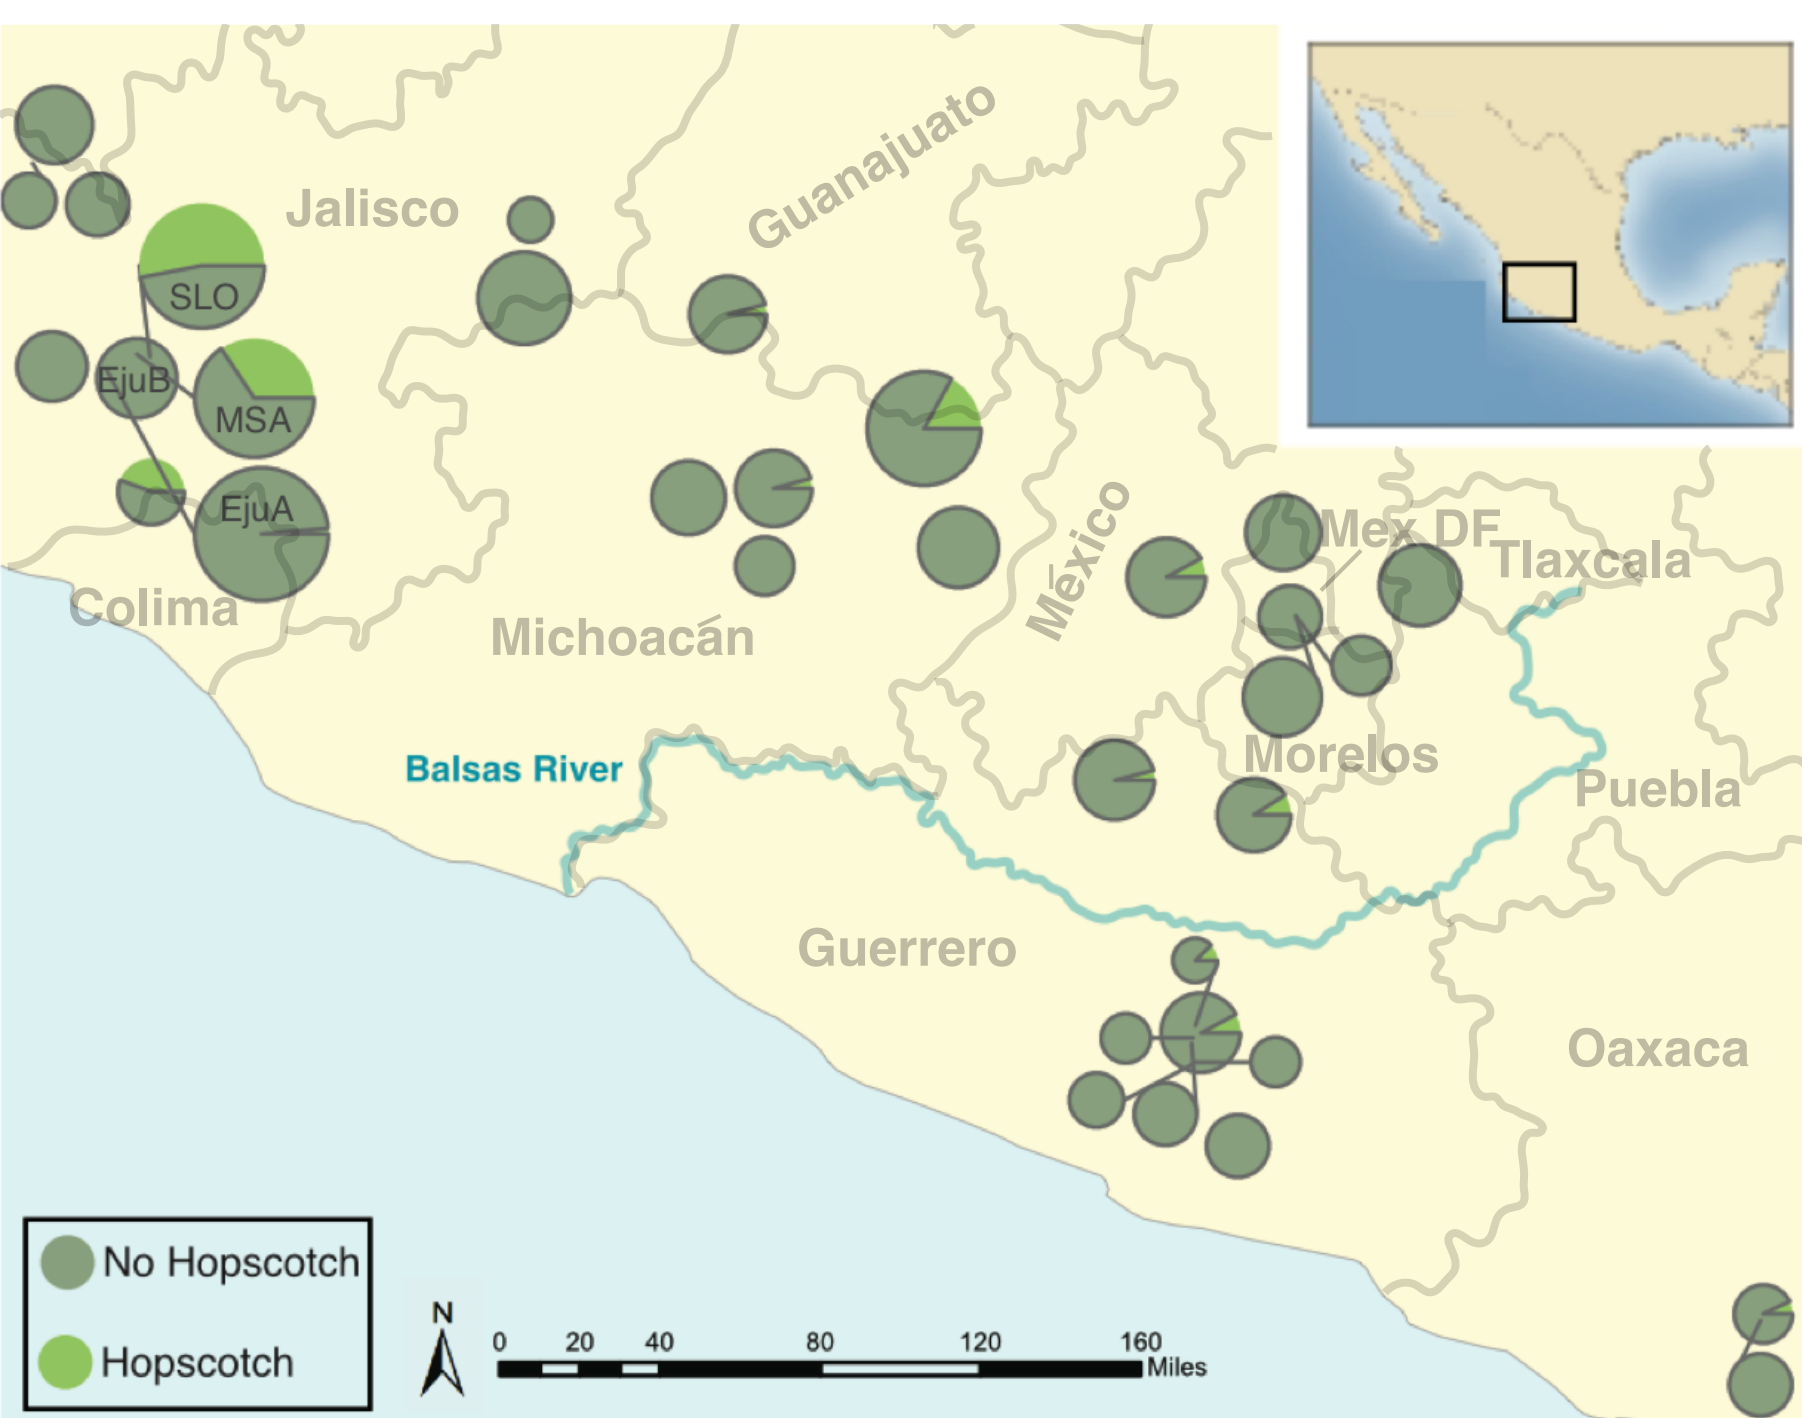 Guanajuato
Jalisco
SLO
EjuB
MSA
EjuA
México
Mex DF
Tlaxcala
Colima
Michoacán
Balsas River
Morelos
Puebla
Guerrero
Oaxaca
No Hopscotch
Hopscotch
N
0 20 40 80 120 160
Miles